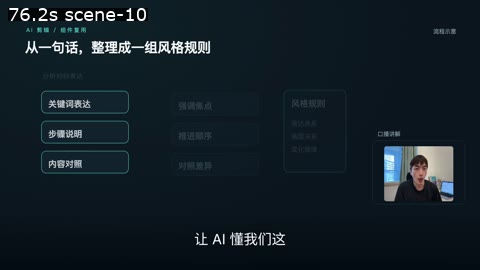 76.2s scene-10
AI 剪辑 / 组件复用
流程示意
从一句话，整理成一组风格规则
关键词表达
强调焦点
风格规则
步骤说明
推进顺序
口播讲解
内容对照
对照差异
让 AI 懂我们这